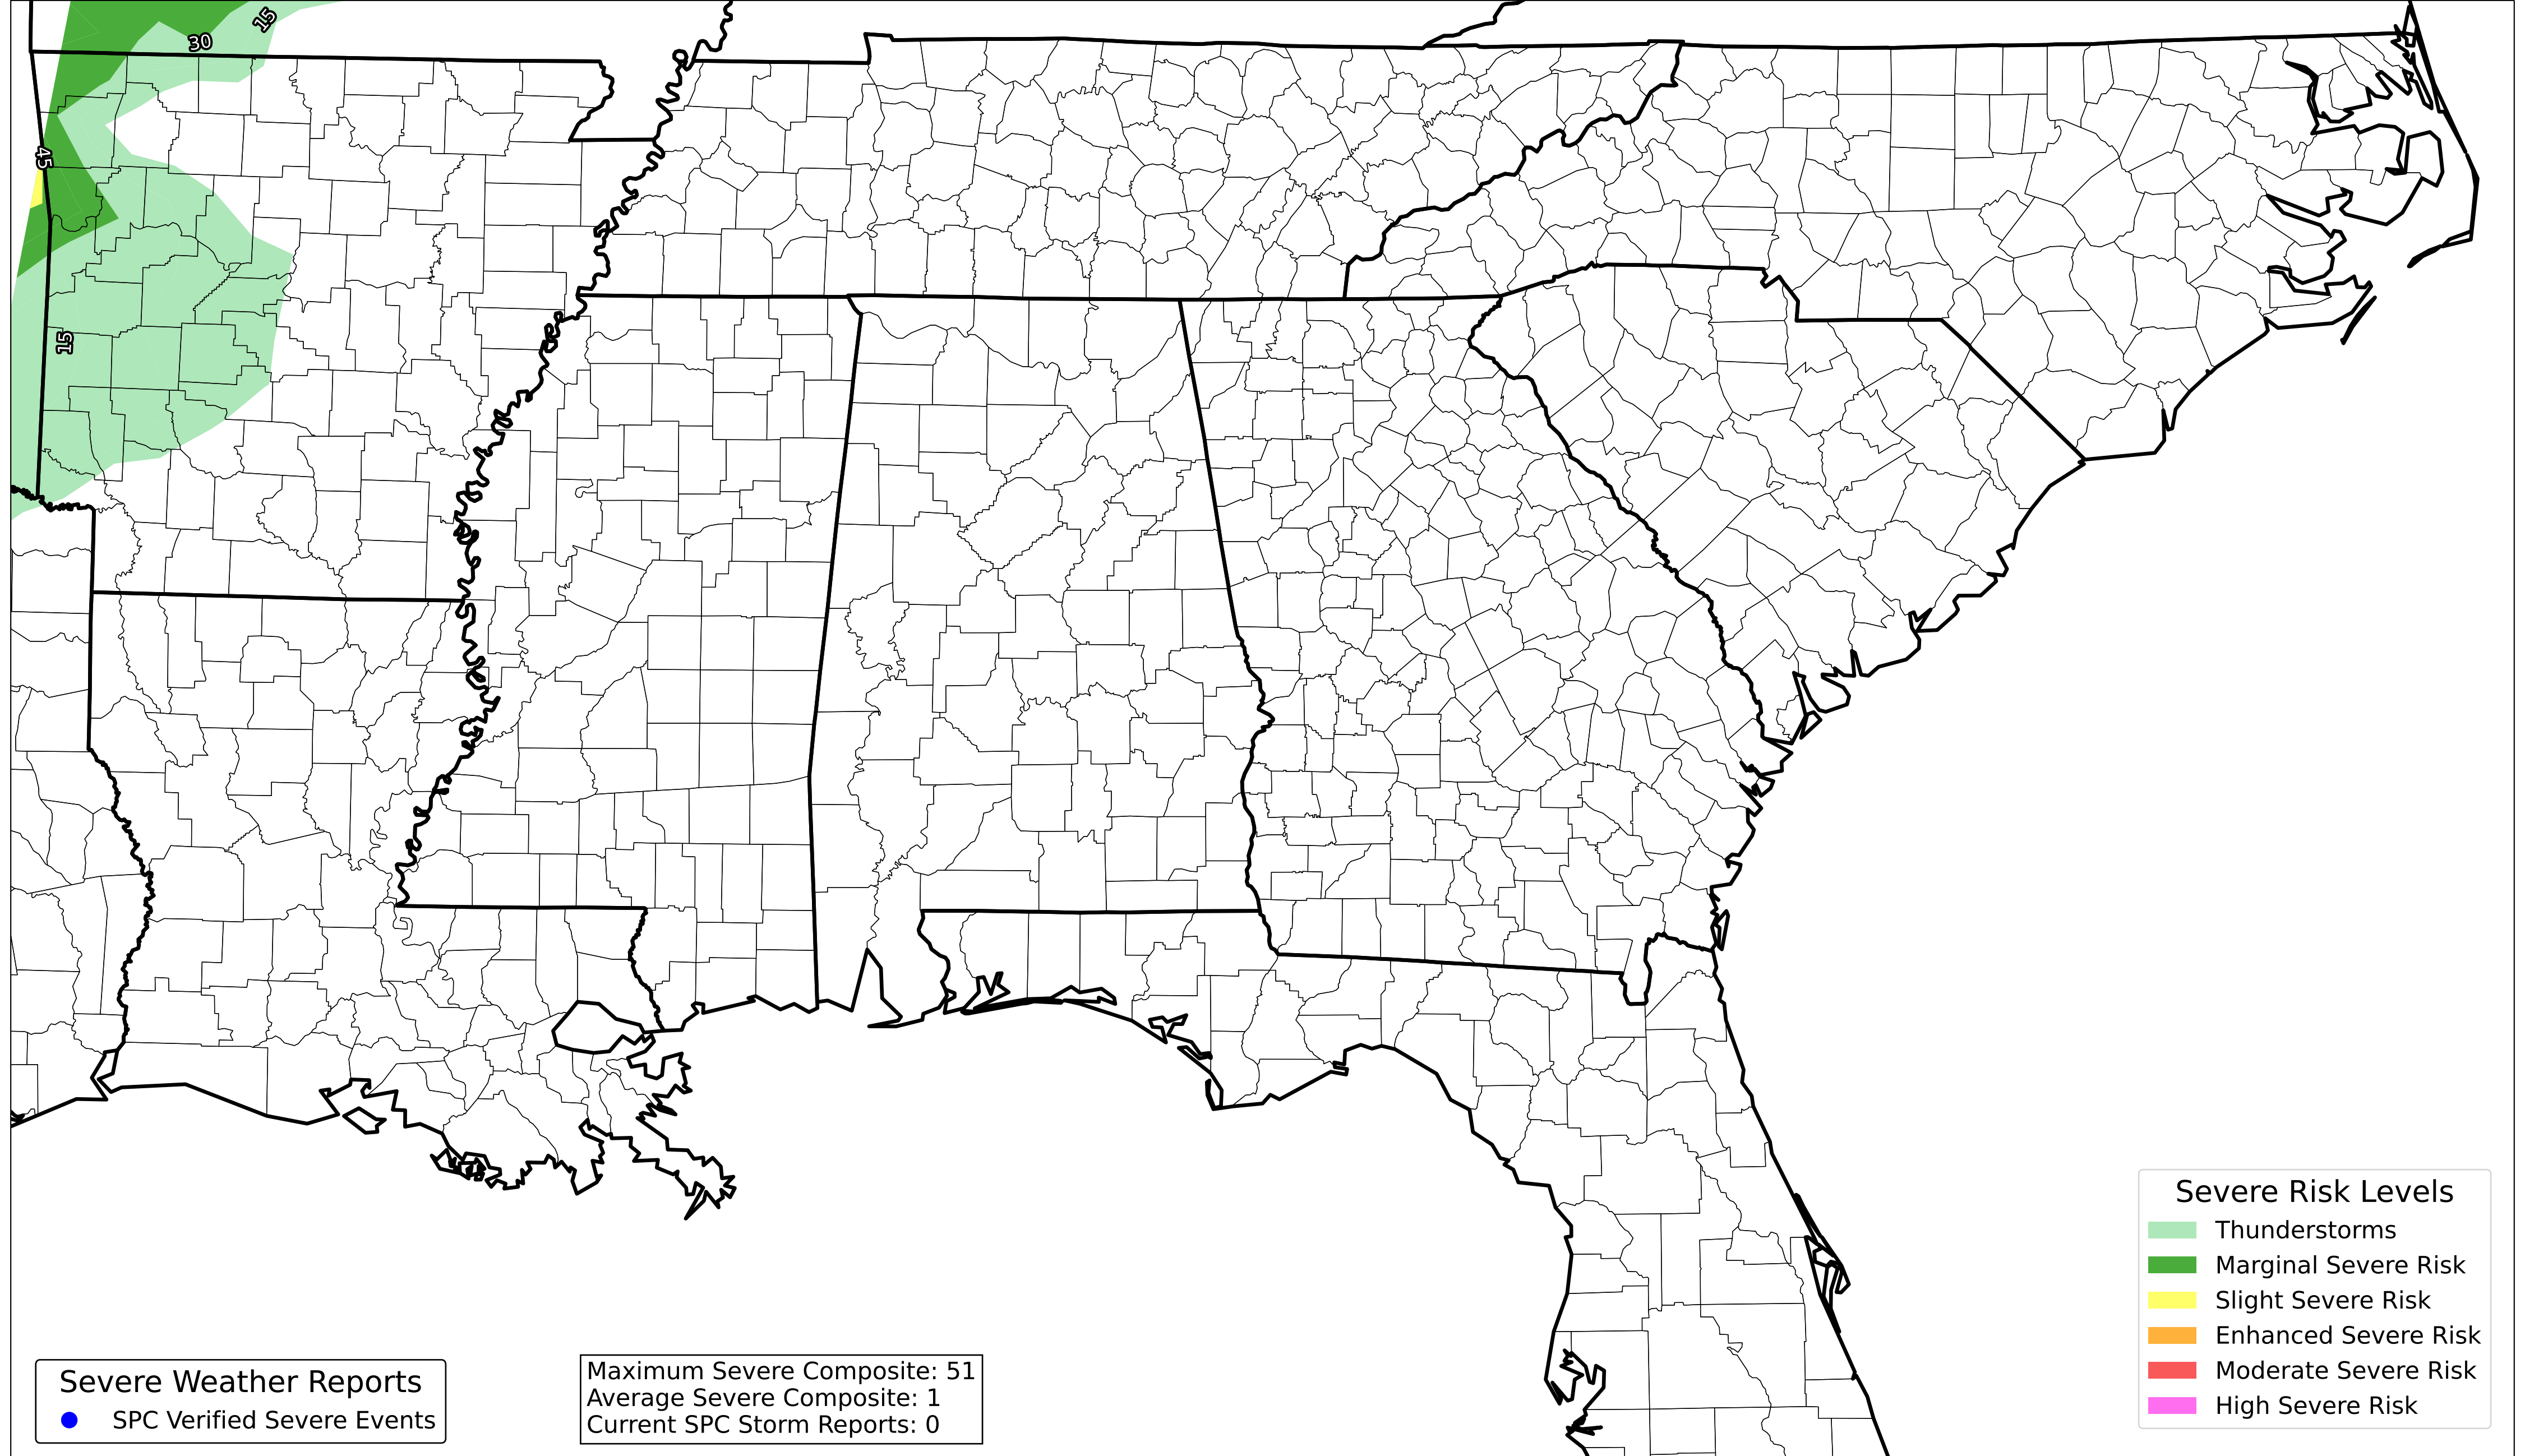 15
30
45
15
Severe Weather Reports
SPC Verified Severe Events
Maximum Severe Composite: 51
Average Severe Composite: 1
Current SPC Storm Reports: 0
Severe Risk Levels
Thunderstorms
Marginal Severe Risk
Slight Severe Risk
Enhanced Severe Risk
Moderate Severe Risk
High Severe Risk